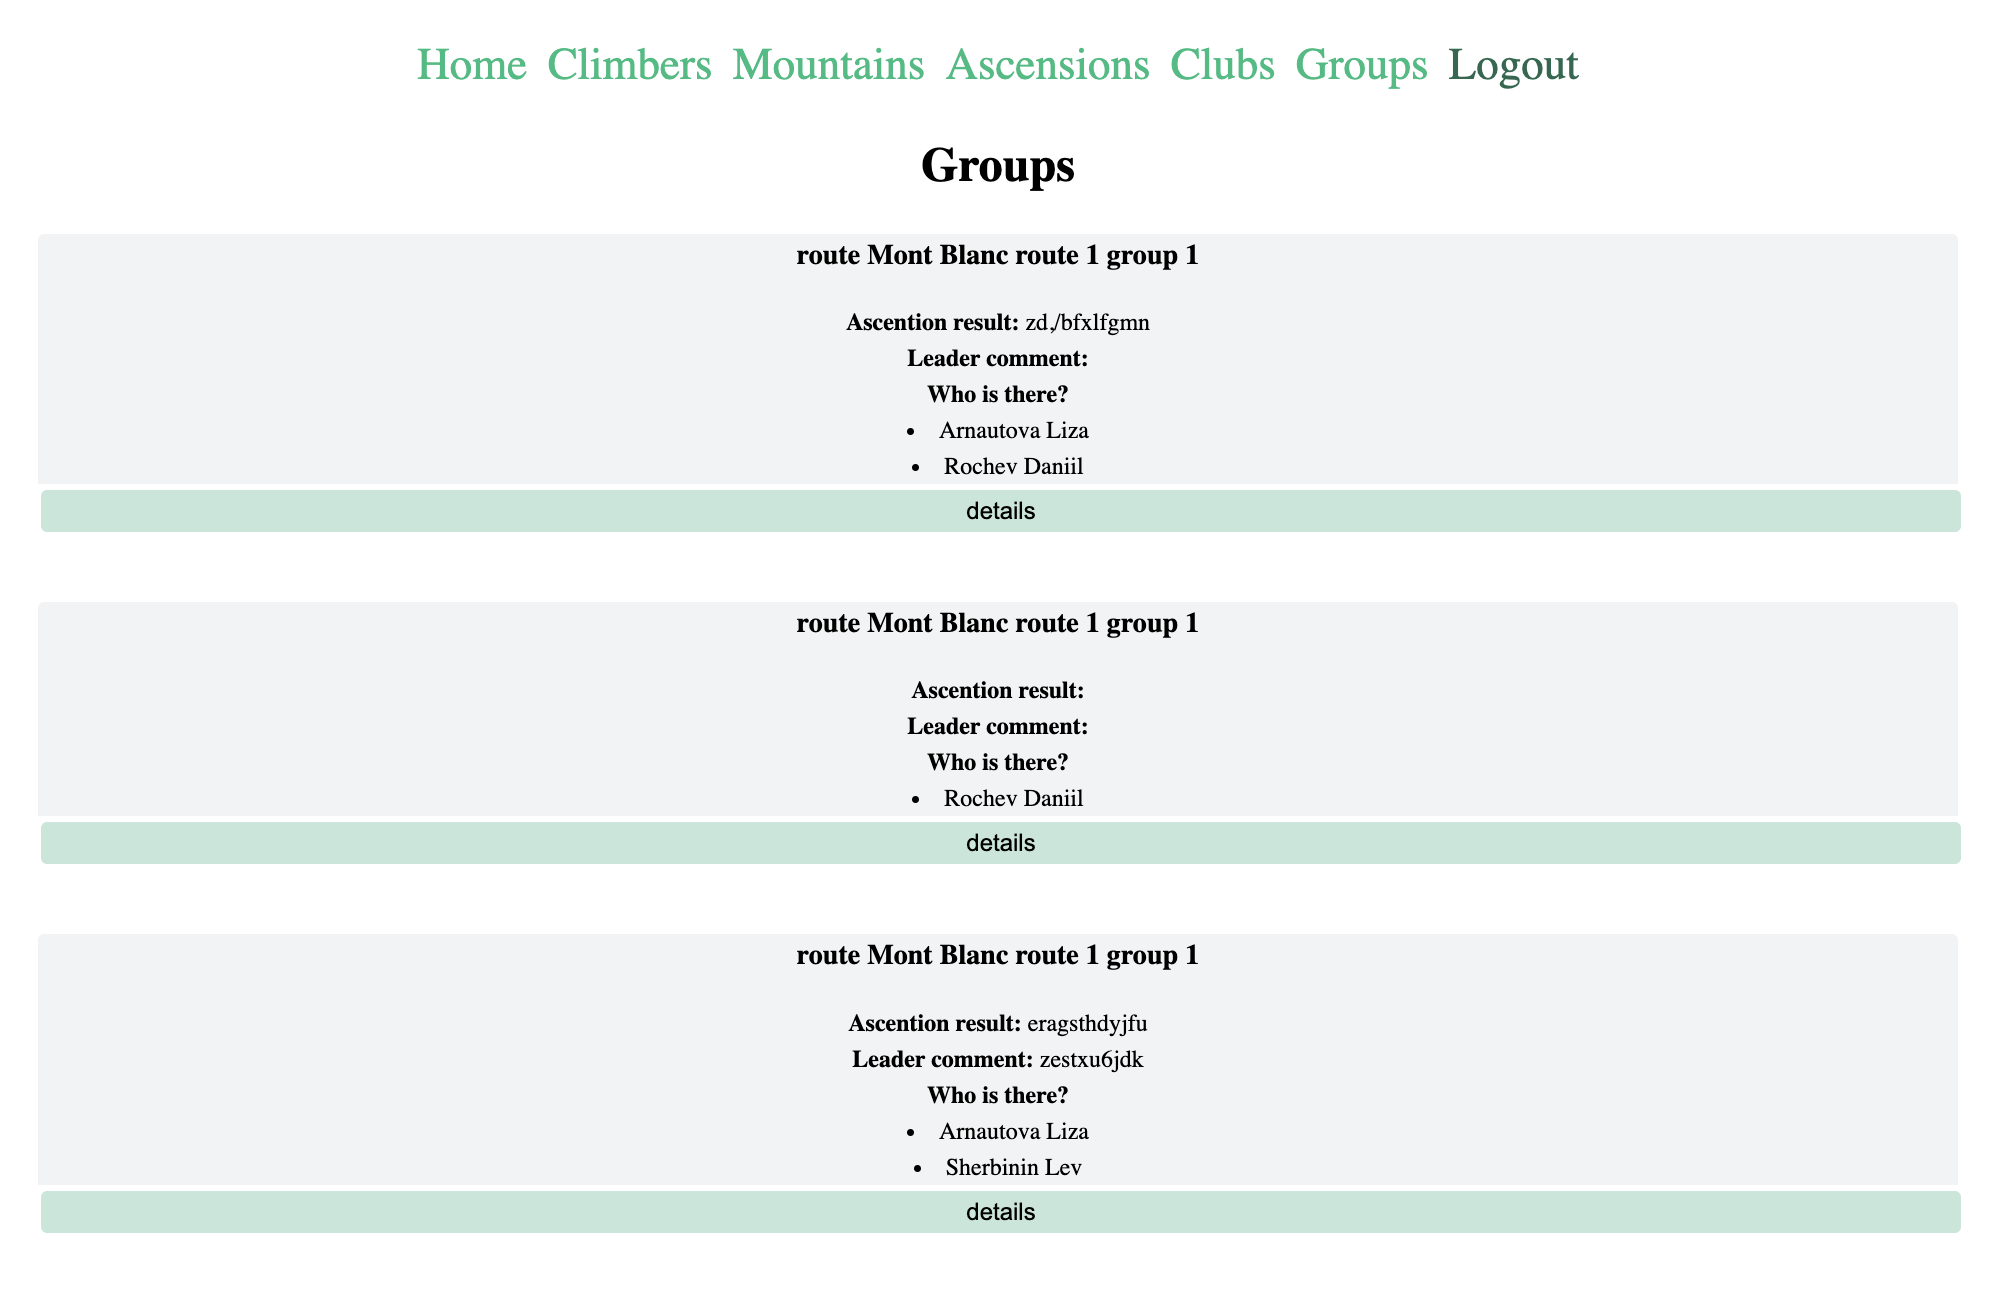 Home Climbers Mountains Ascensions Clubs Groups Logout
Groups
route Mont Blanc route 1 group 1
Ascention result: zd,/bfxlfgmn
Leader comment:
Who is there?
• Arnautova Liza
• Rochev Daniil
details
route Mont Blanc route 1 group 1
Ascention result:
Leader comment:
Who is there?
• Rochev Daniil
details
route Mont Blanc route 1 group 1
Ascention result: eragsthdyjfu
Leader comment: zestxu6jdk
Who is there?
• Arnautova Liza
• Sherbinin Lev
details